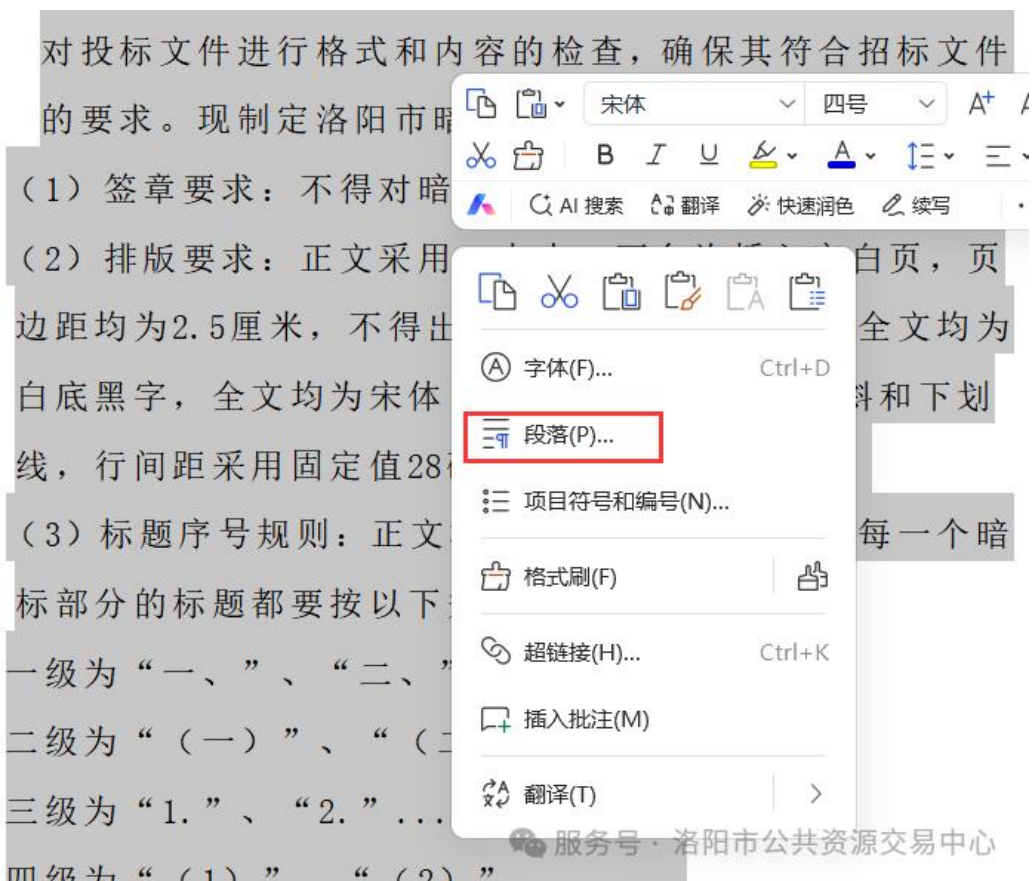 对投标文件进行格式和内容的检查，确保其符合招标文件
的要求。现制定洛阳市暗
宋体 四号 A+
B I U A
（1）签章要求：不得对暗
AI 搜索 翻译 快速润色 续写
（2）排版要求：正文采用
白页，页
边距均为2.5厘米，不得出
全文均为
字体(F)... Ctrl+D
白底黑字，全文均为宋体
和下划
段落(P)...
线，行间距采用固定值28
项目符号和编号(N)...
（3）标题序号规则：正文
每一个暗
格式刷(F)
标部分的标题都要按以下
超链接(H)... Ctrl+K
一级为“一、”、“二、”
插入批注(M)
二级为“（一）”、“（
翻译(T)
三级为“1.”、“2.”...
服务号 · 洛阳市公共资源交易中心
四级为“（1）”、“（2）”